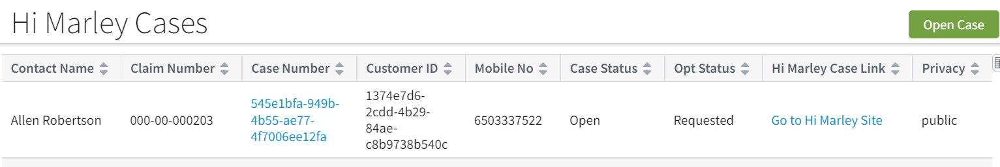 Hi Marley Cases
Open Case
Contact Name Claim Number Case Number Customer ID Mobile No Case Status Opt Status Hi Marley Case Link Privacy
Allen Robertson 000-00-000203 545e1bfa-949b-4b55-ae77-4f7006ee12fa 1374e7d6-2cdd-4b29-84ae-c8b9738b540c 6503337522 Open Requested Go to Hi Marley Site public